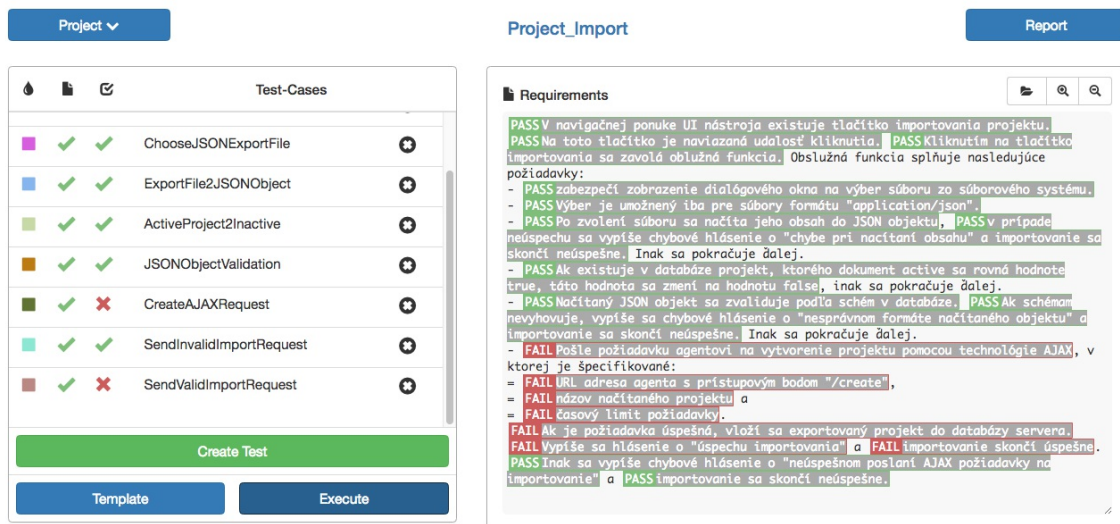 Project
Project_Import
Report
Test-Cases
ChooseJSONExportFile
ExportFile2JSONObject
ActiveProject2Inactive
JSONObjectValidation
CreateAJAXRequest
SendInvalidImportRequest
SendValidImportRequest
Create Test
Template
Execute
Requirements
PASS V navigačnej ponuke UI nástroja existuje tlačítko importovania projektu.
PASS Na toto tlačítko je naviazaná udalosť kliknutia. PASS Kliknutím na tlačítko
importovania sa zavolá oblužná funkcia. Obslužná funkcia splňuje nasledujúce
požiadavky:
- PASS zabezpečí zobrazenie dialógového okna na výber súboru zo súborového systému.
- PASS Výber je umožnený iba pre súbory formátu "application/json".
- PASS Po zvolení súboru sa načíta jeho obsah do JSON objektu, PASS v prípade
neúspechu sa vypíše chybové hlásenie o "chybe pri nacítaní obsahu" a importovanie sa
skončí neúspešne. Inak sa pokračuje ďalej.
- PASS Ak existuje v databáze projekt, ktorého dokument active sa rovná hodnote
true, táto hodnota sa zmení na hodnotu false, inak sa pokračuje ďalej.
- PASS Načítaný JSON objekt sa zvaliduje podľa schém v databáze. PASS Ak schémam
nevyhovuje, vypíše sa chybové hlásenie o "nesprávnom formáte načítaného objektu" a
importovanie sa skončí neúspešne. Inak sa pokračuje ďalej.
- FAIL Pošle požiadavku agentovi na vytvorenie projektu pomocou technológie AJAX, v
ktorej je špecifikované:
= FAIL URL adresa agenta s prístupovým bodom "/create",
= FAIL názov načítaného projektu a
= FAIL časový limit požiadavky.
FAIL Ak je požiadavka úspešná, vloží sa exportovaný projekt do databázy servera.
FAIL Vypíše sa hlásenie o "úspechu importovania" a FAIL importovanie skončí úspešne.
PASS Inak sa vypíše chybové hlásenie o "neúspešnom poslaní AJAX požiadavky na
importovanie" a PASS importovanie sa skončí neúspešne.